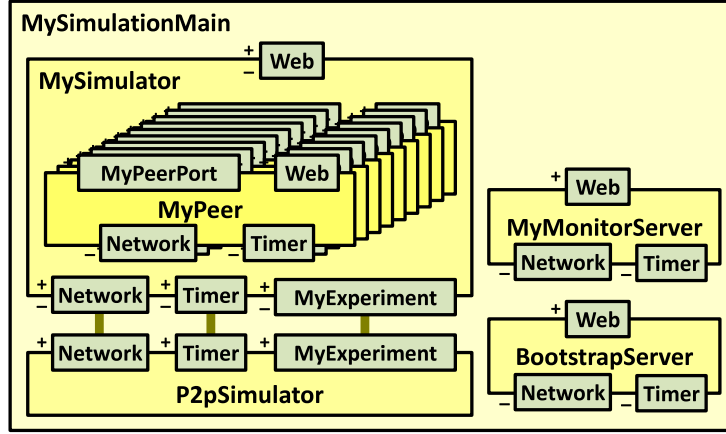 MySimulationMain
+
− Web
MySimulator
MyPeerPort Web
MyPeer
− Network − Timer
+ Network + Timer + MyExperiment
− − −
+ Network + Timer + MyExperiment
P2pSimulator
+ Web
MyMonitorServer
− Network − Timer
+ Web
BootstrapServer
− Network − Timer